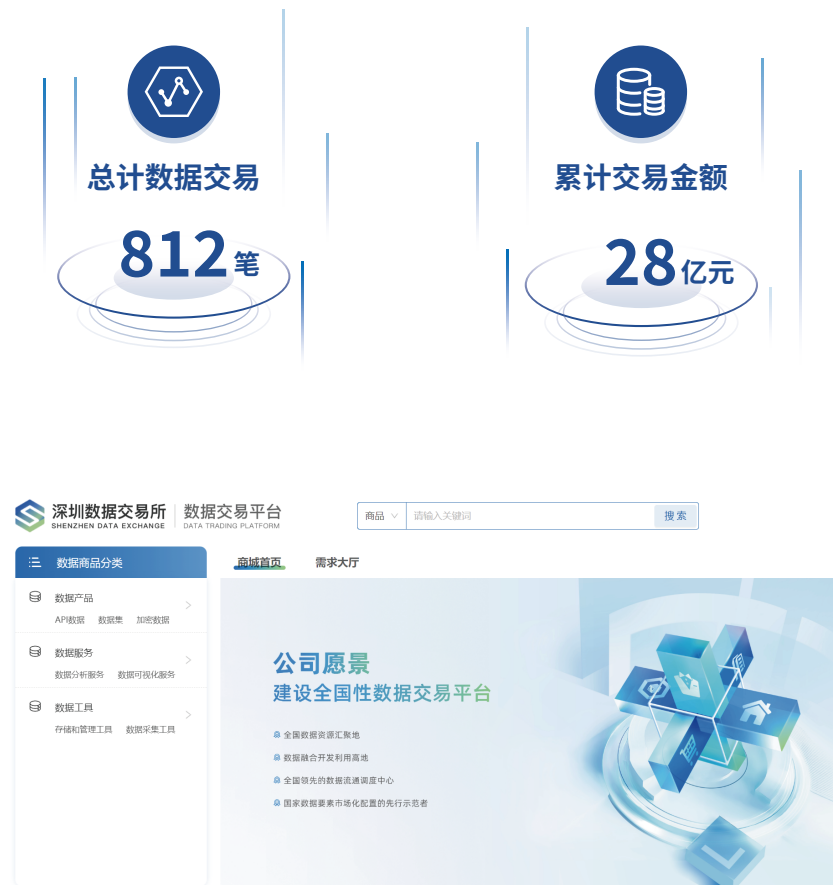 总计数据交易
812笔
累计交易金额
28亿元
深圳数据交易所 数据交易平台
SHENZHEN DATA EXCHANGE DATA TRADING PLATFORM
商品 请输入关键词 搜索
数据商品分类
商城首页 需求大厅
数据产品
API数据 数据集 加密数据
数据服务
数据分析服务 数据可视化服务
数据工具
存储和管理工具 数据采集工具
公司愿景
建设全国性数据交易平台
全国数据资源汇聚地
数据融合开发利用高地
全国领先的数据流通调度中心
国家数据要素市场化配置的先行示范者